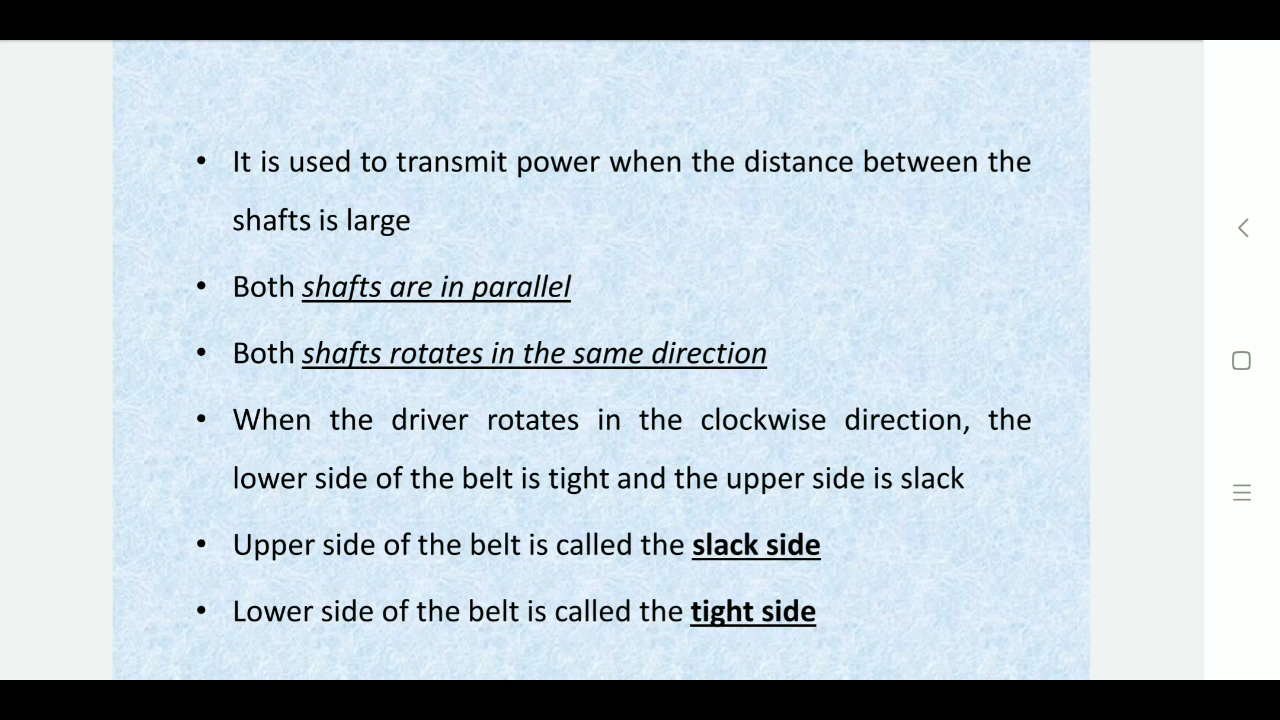 • It is used to transmit power when the distance between the
shafts is large
• Both shafts are in parallel
• Both shafts rotates in the same direction
• When the driver rotates in the clockwise direction, the
lower side of the belt is tight and the upper side is slack
• Upper side of the belt is called the slack side
• Lower side of the belt is called the tight side